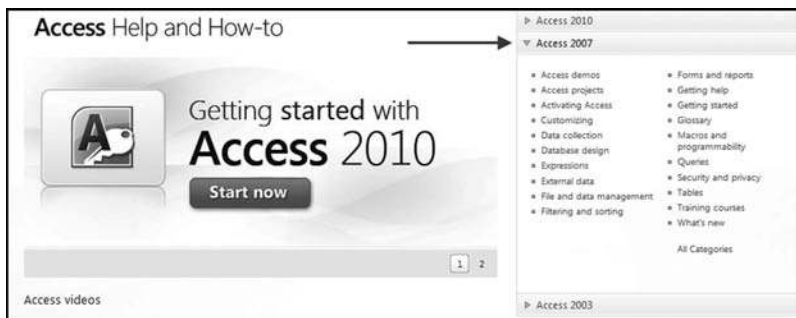 Access Help and How-to
Getting started with
Access 2010
Start now
1 2
Access videos
Access 2010
Access 2007
Access demos
Access projects
Activating Access
Customizing
Data collection
Database design
Expressions
External data
File and data management
Filtering and sorting
Forms and reports
Getting help
Getting started
Glossary
Macros and
programmability
Queries
Security and privacy
Tables
Training courses
What's new
All Categories
Access 2003